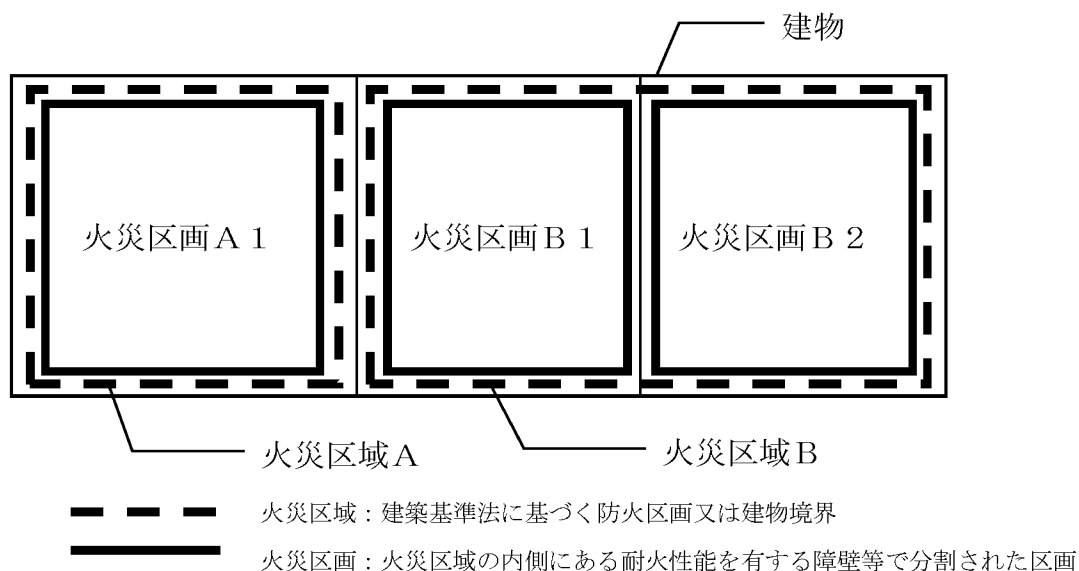 建物
火災区画A1
火災区画B1
火災区画B2
火災区域A
火災区域B
火災区域：建築基準法に基づく防火区画又は建物境界
火災区画：火災区域の内側にある耐火性能を有する障壁等で分割された区画